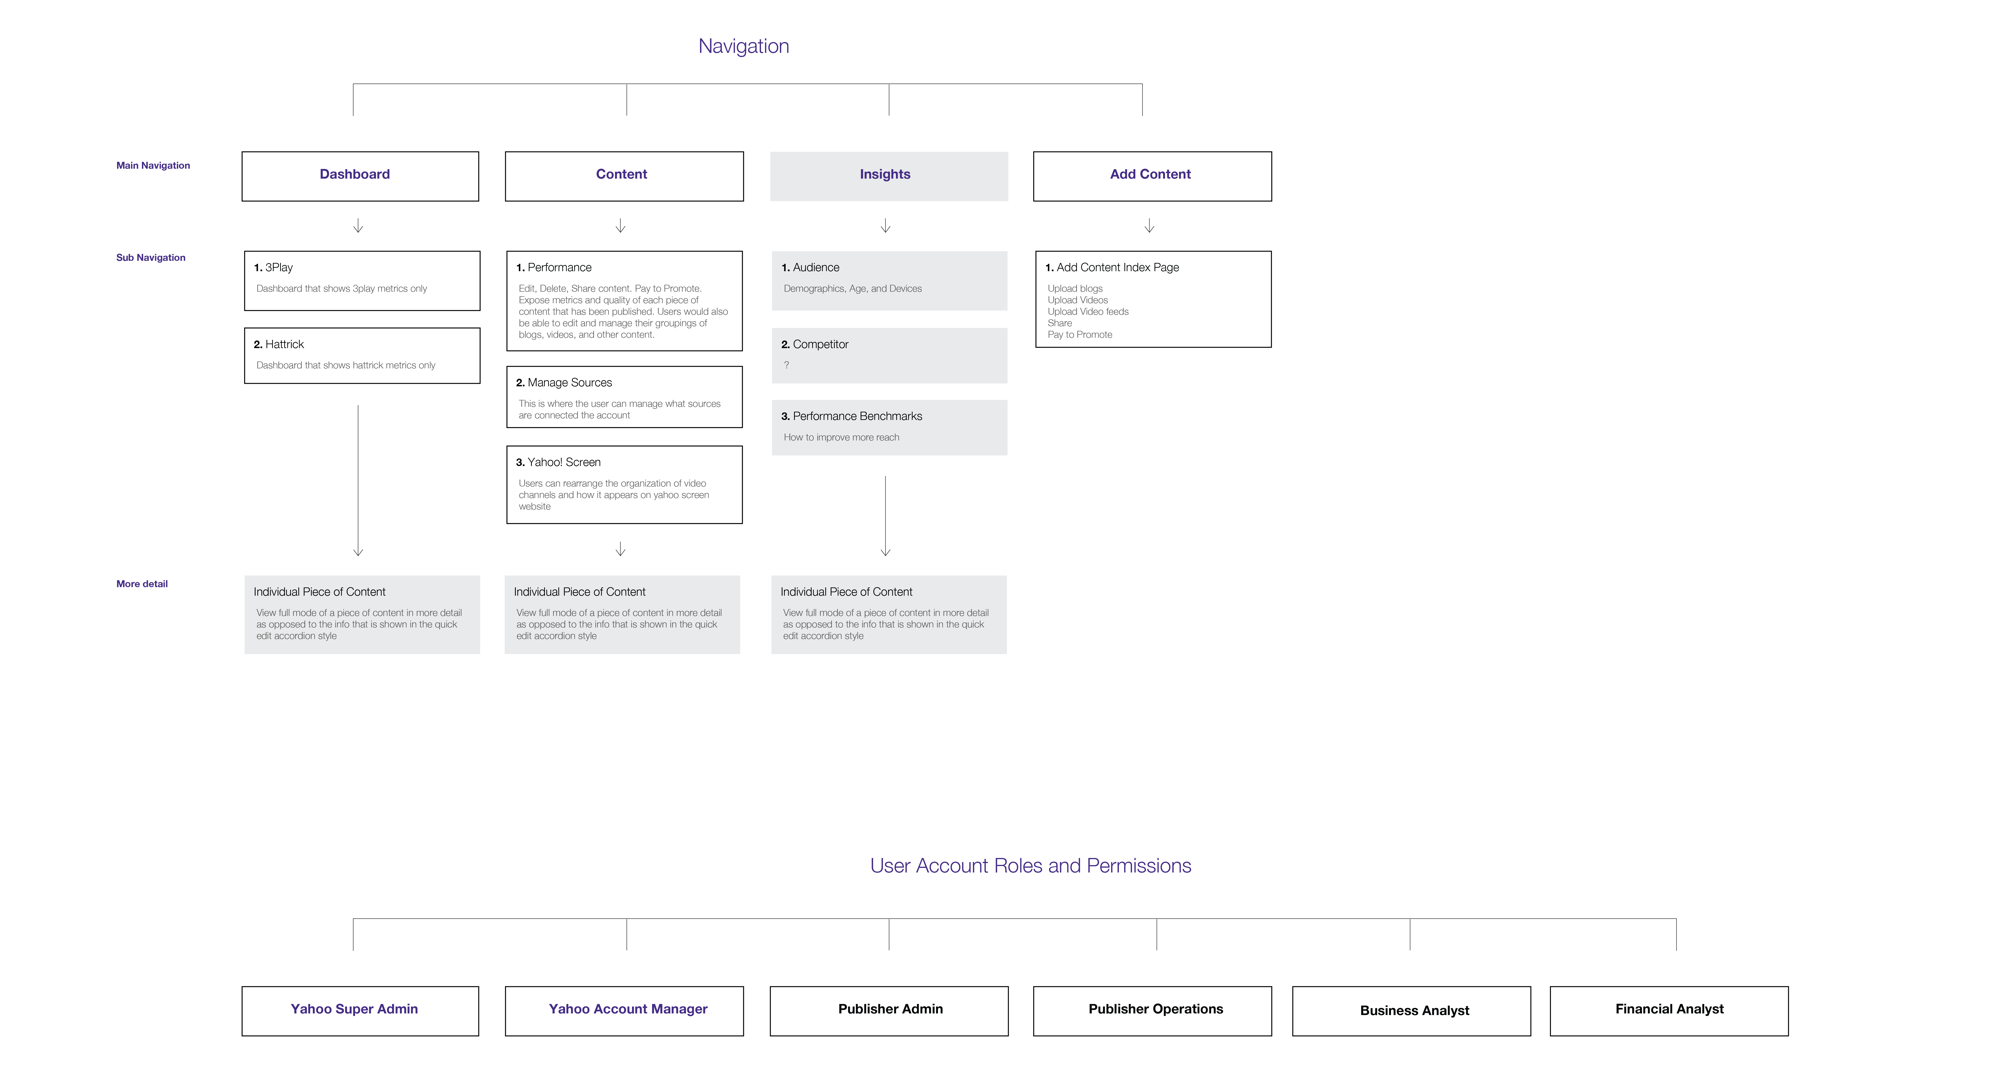 Navigation
Main Navigation
Dashboard
Content
Insights
Add Content
Sub Navigation
1. 3Play
Dashboard that shows 3play metrics only
2. Hattrick
Dashboard that shows hattrick metrics only
1. Performance
Edit, Delete, Share content. Pay to Promote.
Expose metrics and quality of each piece of
content that has been published. Users would also
be able to edit and manage their groupings of
blogs, videos, and other content.
2. Manage Sources
This is where the user can manage what sources
are connected the account
3. Yahoo! Screen
Users can rearrange the organization of video
channels and how it appears on yahoo screen
website
1. Audience
Demographics, Age, and Devices
2. Competitor
?
3. Performance Benchmarks
How to improve more reach
1. Add Content Index Page
Upload blogs
Upload Videos
Upload Video feeds
Share
Pay to Promote
More detail
Individual Piece of Content
View full mode of a piece of content in more detail
as opposed to the info that is shown in the quick
edit accordion style
Individual Piece of Content
View full mode of a piece of content in more detail
as opposed to the info that is shown in the quick
edit accordion style
Individual Piece of Content
View full mode of a piece of content in more detail
as opposed to the info that is shown in the quick
edit accordion style
User Account Roles and Permissions
Yahoo Super Admin
Yahoo Account Manager
Publisher Admin
Publisher Operations
Business Analyst
Financial Analyst